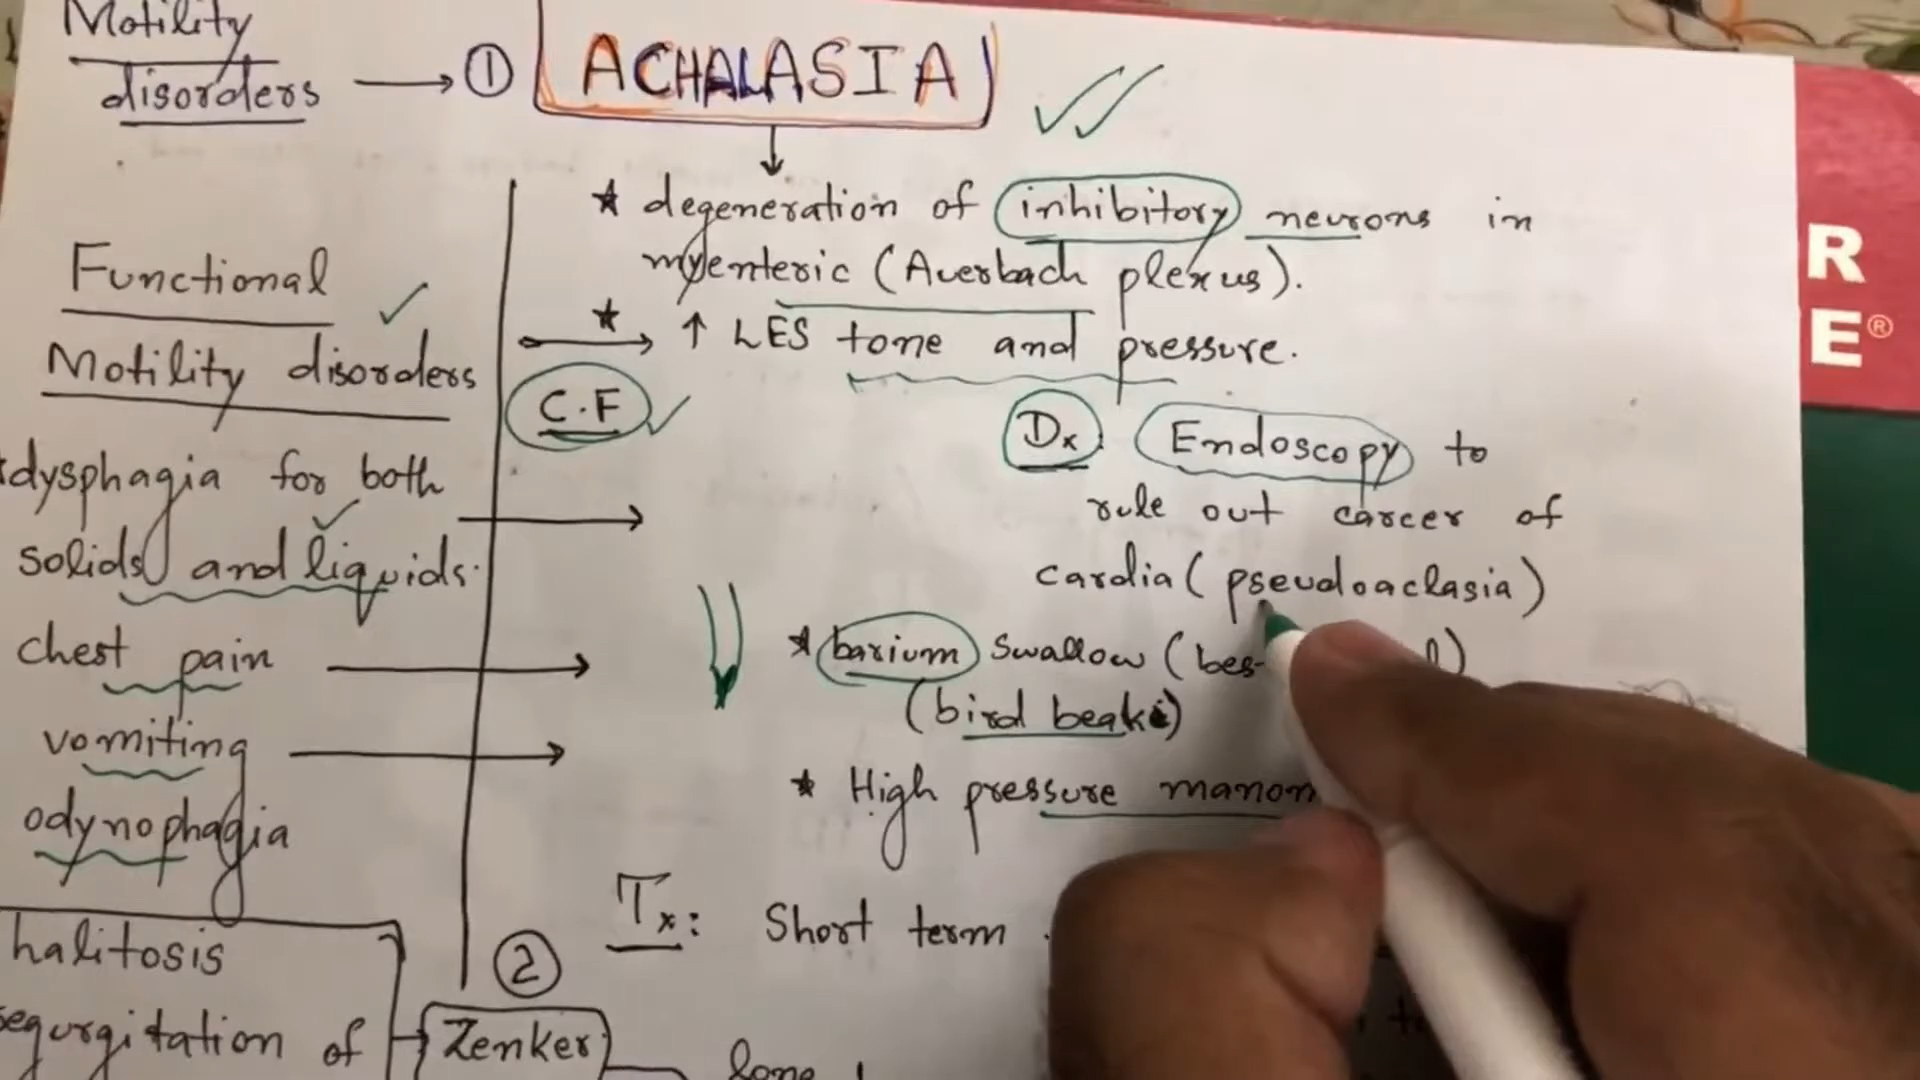 Motility
disorders → ① ACHALASIA
★ degeneration of inhibitory neurons in
myenteric (Auerbach plexus).
★ → ↑ LES tone and pressure.
Functional
Motility disorders
C.F
Dx: Endoscopy to
rule out carcer of
cardia (pseudoaclasia)
dysphagia for both
solids and liquids.
chest pain
vomiting
odynophagia
★ barium swallow (
(bird beak)
★ High pressure
Tx: Short term
halitosis
regurgitation of
② Zenker
R
E®